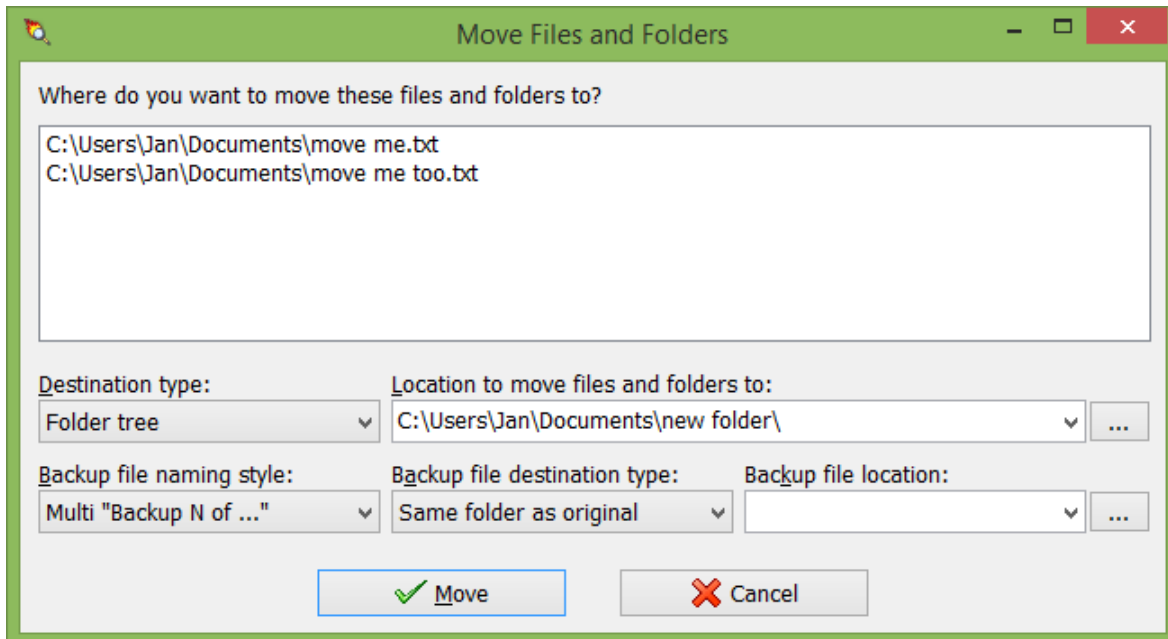 Move Files and Folders
Where do you want to move these files and folders to?
C:\Users\Jan\Documents\move me.txt
C:\Users\Jan\Documents\move me too.txt
Destination type: Location to move files and folders to:
Folder tree C:\Users\Jan\Documents\new folder\ ...
Backup file naming style: Backup file destination type: Backup file location:
Multi "Backup N of ..." Same folder as original ...
Move Cancel